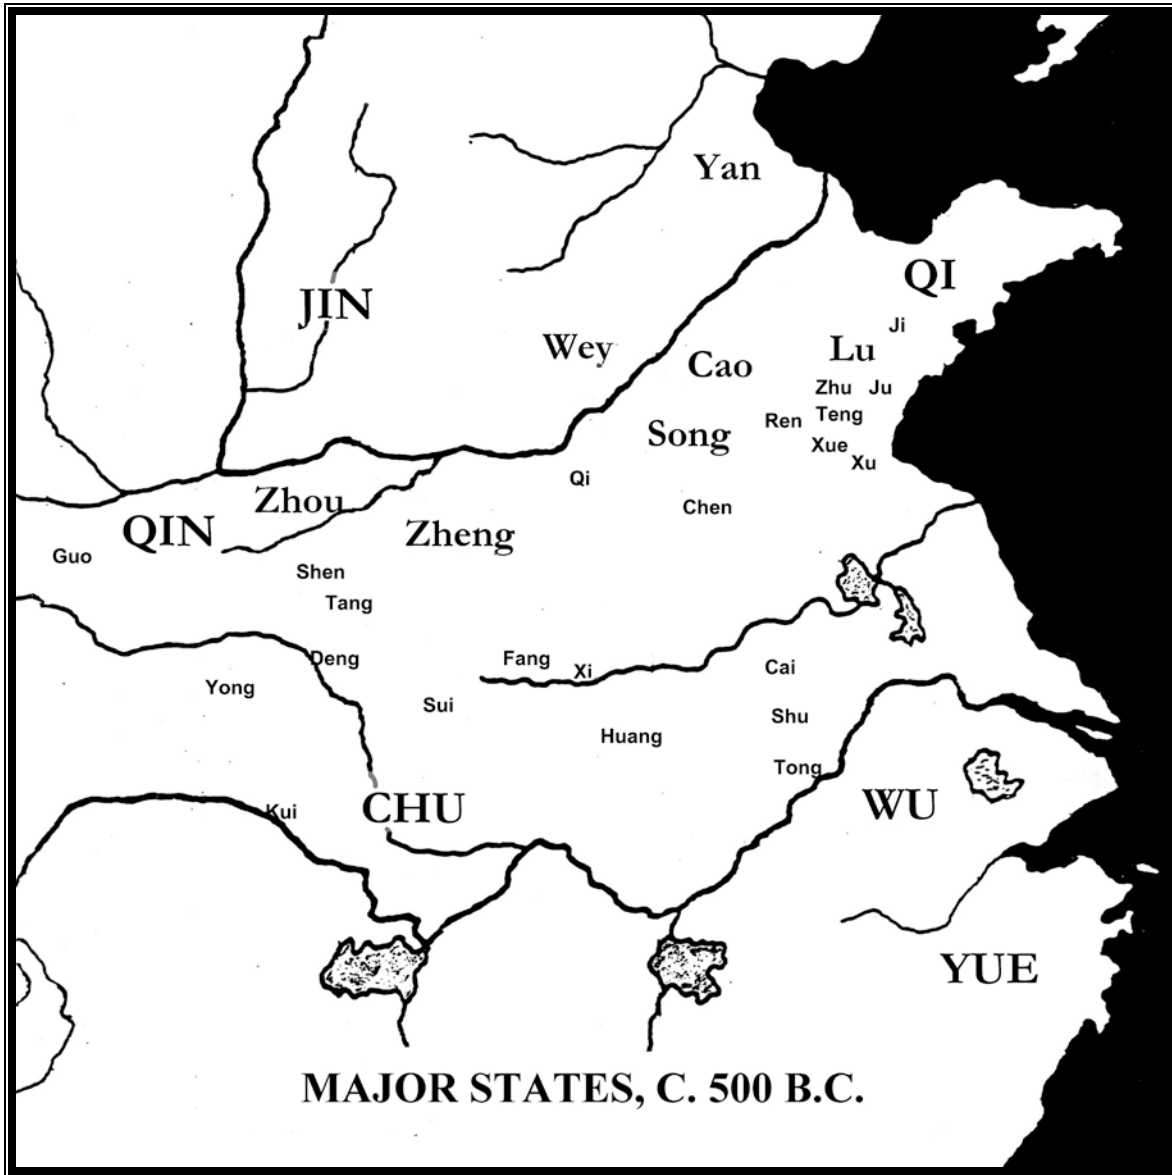 Yan
QI
JIN
Ji
Wey
Lu
Cao
Zhu
Ju
Teng
Ren
Song
Xue
Xu
Qi
Zhou
Chen
QIN
Zheng
Guo
Shen
Tang
Deng
Fang
Xi
Cai
Yong
Sui
Shu
Huang
Tong
WU
CHU
Kui
YUE
MAJOR STATES, C. 500 B.C.